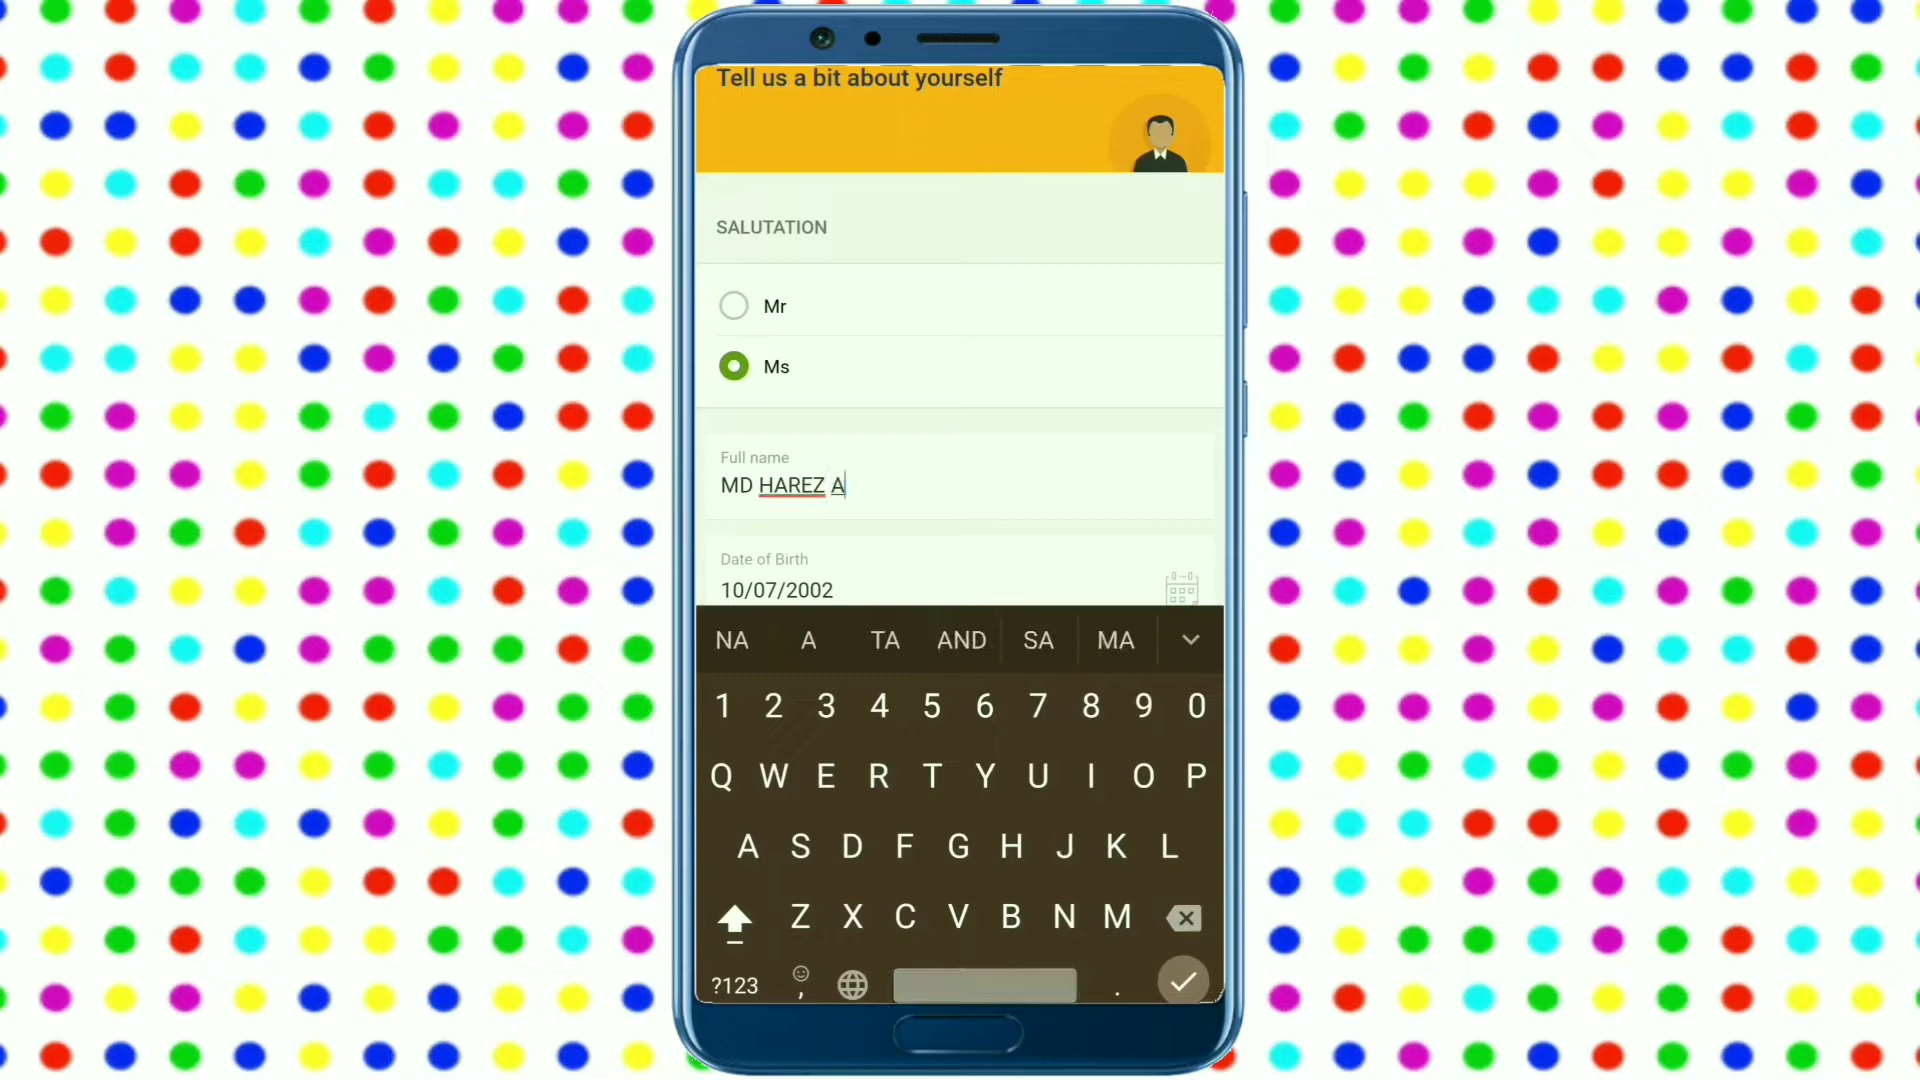 Tell us a bit about yourself
SALUTATION
Mr
Ms
Full name
MD HAREZ A
Date of Birth
10/07/2002
NA A TA AND SA MA
1 2 3 4 5 6 7 8 9 0
Q W E R T Y U I O P
A S D F G H J K L
Z X C V B N M
?123 , .